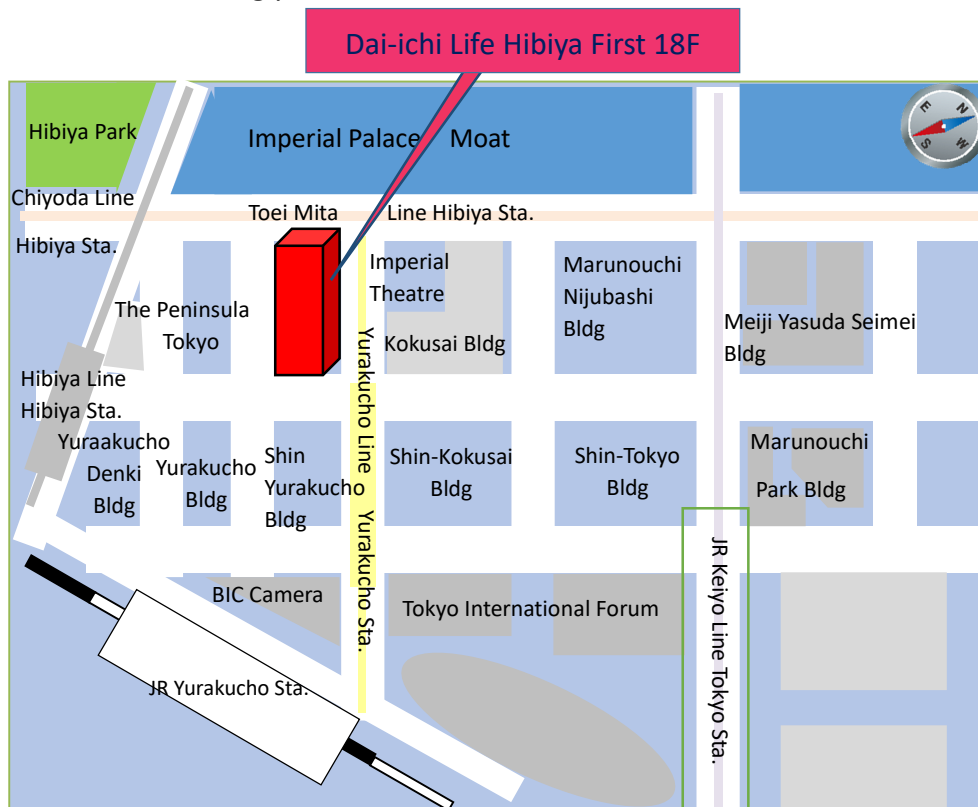 Dai-ichi Life Hibiya First 18F
Hibiya Park
Imperial Palace Moat
E
N
S
W
Chiyoda Line
Hibiya Sta.
Toei Mita Line Hibiya Sta.
The Peninsula
Tokyo
Imperial
Theatre
Kokusai Bldg
Marunouchi
Nijubashi
Bldg
Meiji Yasuda Seimei
Bldg
Hibiya Line
Hibiya Sta.
Yuraakucho
Denki
Bldg
Yurakucho
Bldg
Shin
Yurakucho
Bldg
Yurakucho Line Yurakucho Sta.
Shin-Kokusai
Bldg
Shin-Tokyo
Bldg
Marunouchi
Park Bldg
BIC Camera
Tokyo International Forum
JR Keiyo Line Tokyo Sta.
JR Yurakucho Sta.